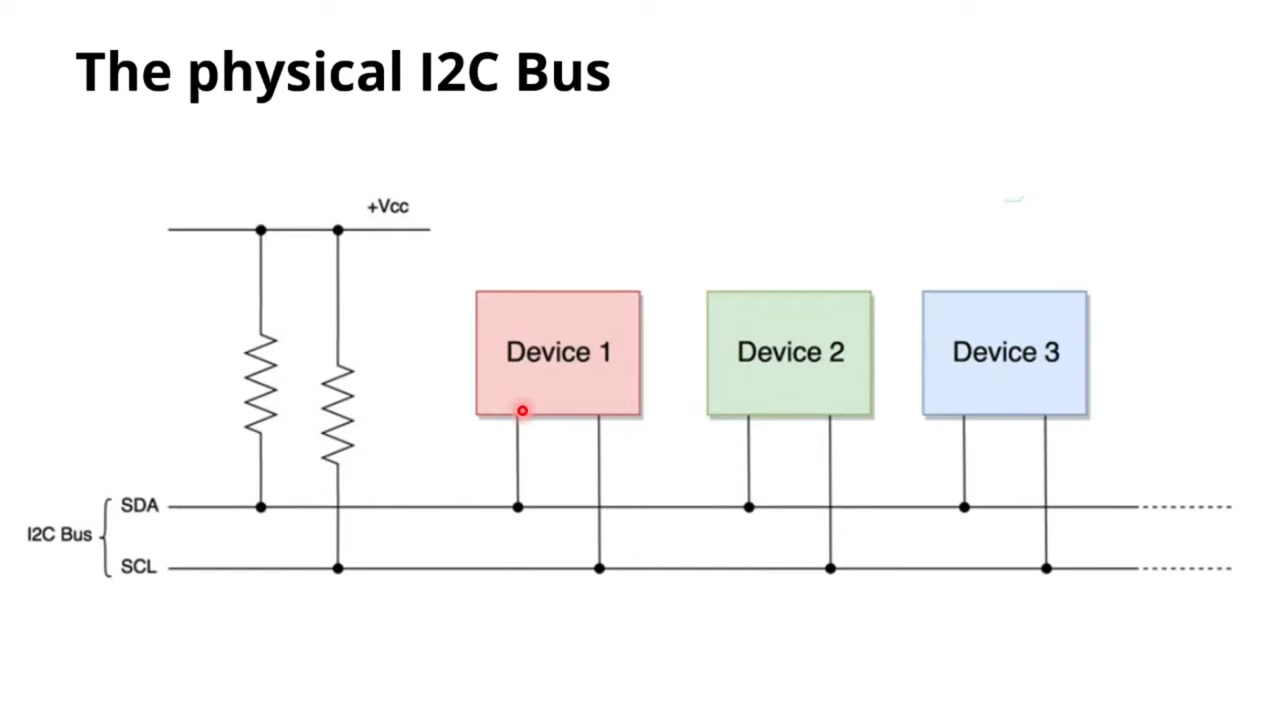 The physical I2C Bus
+Vcc
Device 1
Device 2
Device 3
SDA
I2C Bus
SCL